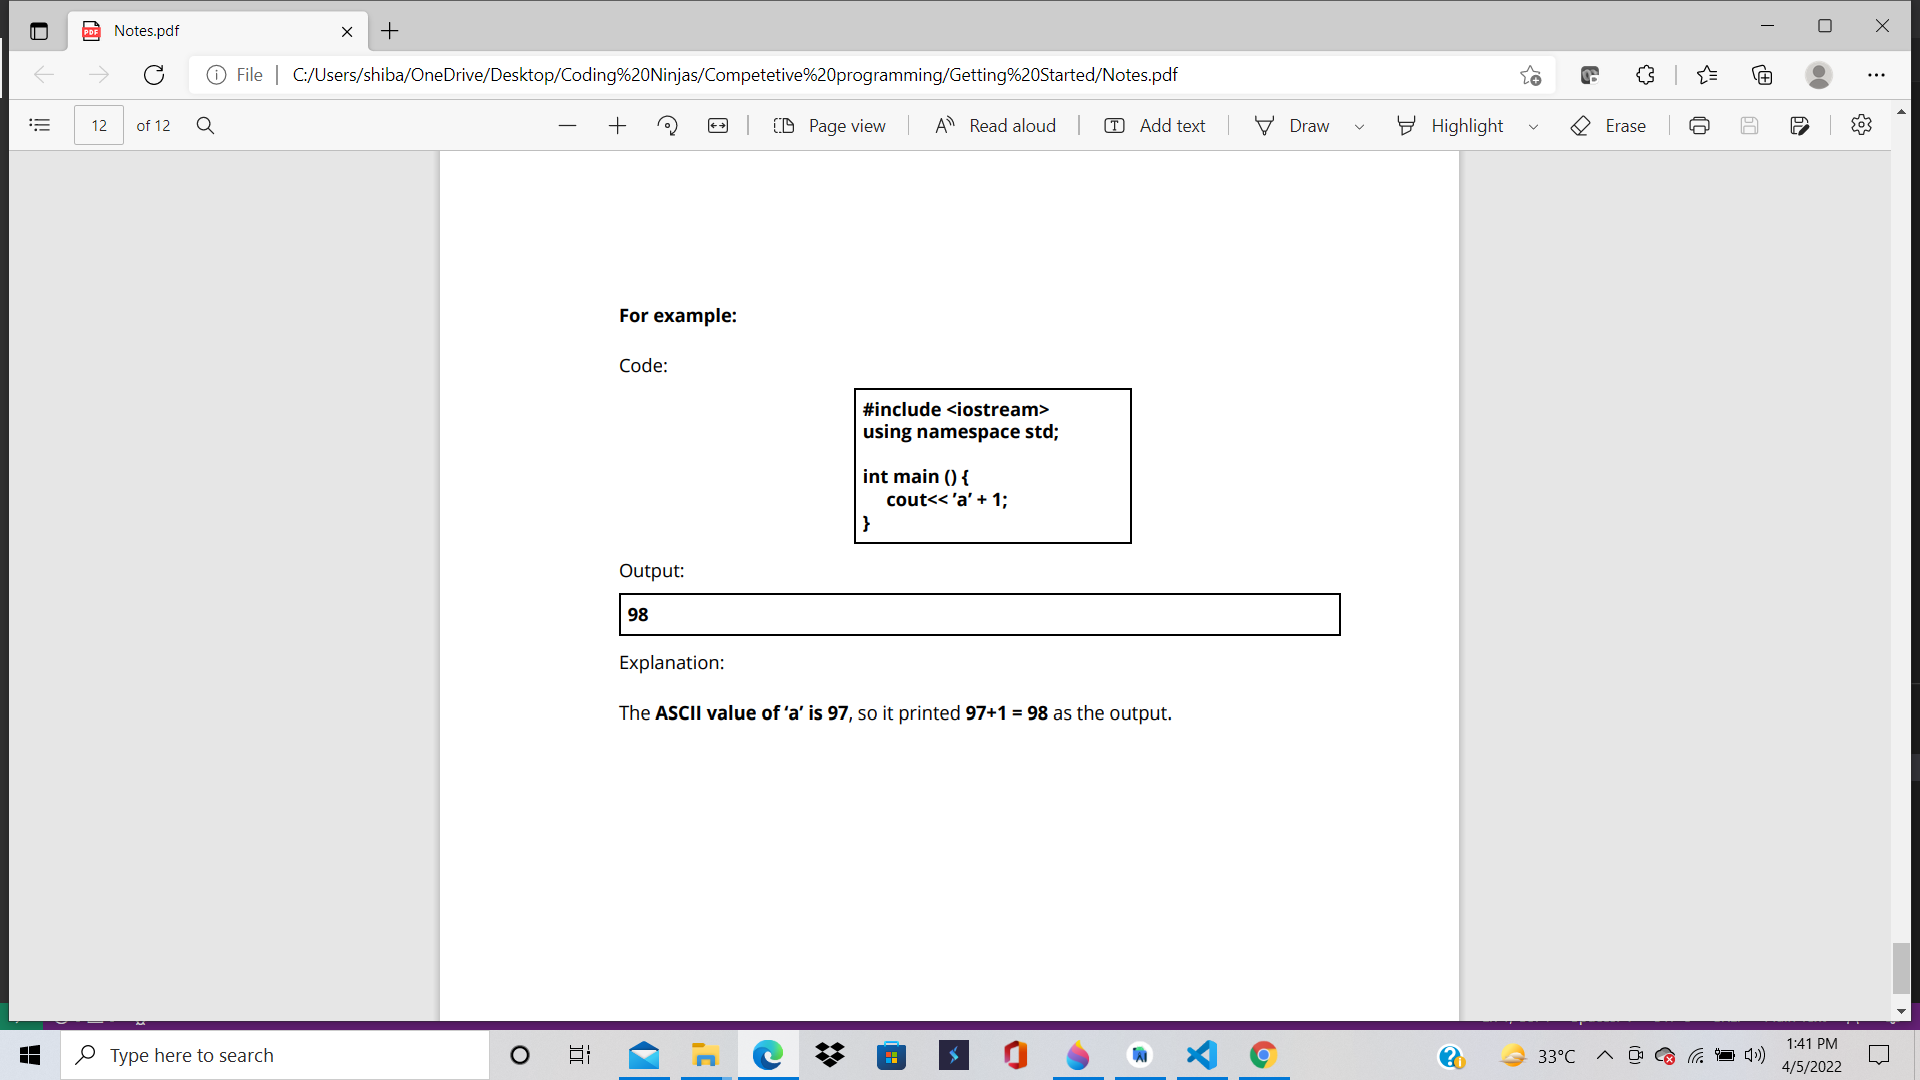 Notes.pdf
File
C:/Users/shiba/OneDrive/Desktop/Coding%20Ninjas/Competetive%20programming/Getting%20Started/Notes.pdf
12 of 12
Page view
Read aloud
Add text
Draw
Highlight
Erase
For example:
Code:
#include <iostream>
using namespace std;
int main () {
cout<< ’a’ + 1;
}
Output:
98
Explanation:
The ASCII value of ‘a’ is 97, so it printed 97+1 = 98 as the output.
Type here to search
33°C
1:41 PM
4/5/2022